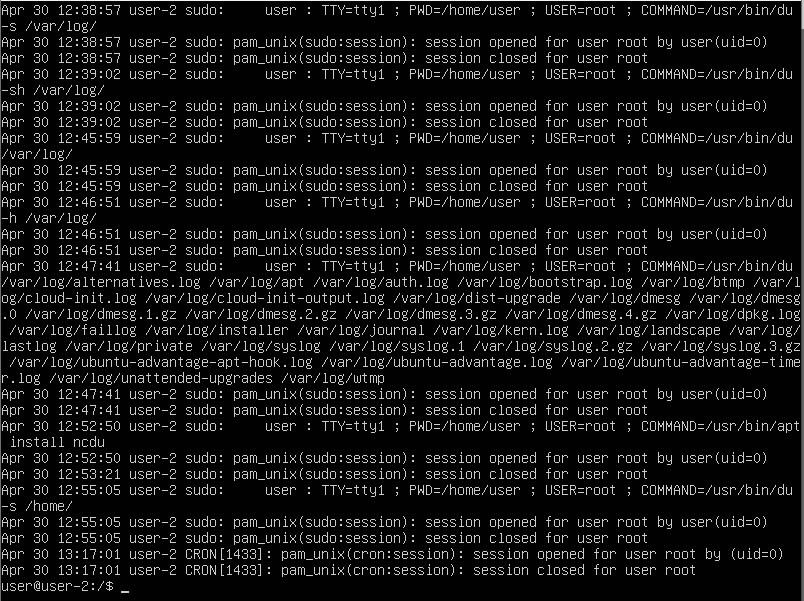 Apr 30 12:38:57 user-2 sudo:     user : TTY=tty1 ; PWD=/home/user ; USER=root ; COMMAND=/usr/bin/du
-s /var/log/
Apr 30 12:38:57 user-2 sudo: pam_unix(sudo:session): session opened for user root by user(uid=0)
Apr 30 12:38:57 user-2 sudo: pam_unix(sudo:session): session closed for user root
Apr 30 12:39:02 user-2 sudo:     user : TTY=tty1 ; PWD=/home/user ; USER=root ; COMMAND=/usr/bin/du
-sh /var/log/
Apr 30 12:39:02 user-2 sudo: pam_unix(sudo:session): session opened for user root by user(uid=0)
Apr 30 12:39:02 user-2 sudo: pam_unix(sudo:session): session closed for user root
Apr 30 12:45:59 user-2 sudo:     user : TTY=tty1 ; PWD=/home/user ; USER=root ; COMMAND=/usr/bin/du
/var/log/
Apr 30 12:45:59 user-2 sudo: pam_unix(sudo:session): session opened for user root by user(uid=0)
Apr 30 12:45:59 user-2 sudo: pam_unix(sudo:session): session closed for user root
Apr 30 12:46:51 user-2 sudo:     user : TTY=tty1 ; PWD=/home/user ; USER=root ; COMMAND=/usr/bin/du
-h /var/log/
Apr 30 12:46:51 user-2 sudo: pam_unix(sudo:session): session opened for user root by user(uid=0)
Apr 30 12:46:51 user-2 sudo: pam_unix(sudo:session): session closed for user root
Apr 30 12:47:41 user-2 sudo:     user : TTY=tty1 ; PWD=/home/user ; USER=root ; COMMAND=/usr/bin/du
/var/log/alternatives.log /var/log/apt /var/log/auth.log /var/log/bootstrap.log /var/log/btmp /var/l
og/cloud-init.log /var/log/cloud-init-output.log /var/log/dist-upgrade /var/log/dmesg /var/log/dmesg
.0 /var/log/dmesg.1.gz /var/log/dmesg.2.gz /var/log/dmesg.3.gz /var/log/dmesg.4.gz /var/log/dpkg.log
 /var/log/faillog /var/log/installer /var/log/journal /var/log/kern.log /var/log/landscape /var/log/
lastlog /var/log/private /var/log/syslog /var/log/syslog.1 /var/log/syslog.2.gz /var/log/syslog.3.gz
 /var/log/ubuntu-advantage-apt-hook.log /var/log/ubuntu-advantage.log /var/log/ubuntu-advantage-time
r.log /var/log/unattended-upgrades /var/log/wtmp
Apr 30 12:47:41 user-2 sudo: pam_unix(sudo:session): session opened for user root by user(uid=0)
Apr 30 12:47:41 user-2 sudo: pam_unix(sudo:session): session closed for user root
Apr 30 12:52:50 user-2 sudo:     user : TTY=tty1 ; PWD=/home/user ; USER=root ; COMMAND=/usr/bin/apt
 install ncdu
Apr 30 12:52:50 user-2 sudo: pam_unix(sudo:session): session opened for user root by user(uid=0)
Apr 30 12:53:21 user-2 sudo: pam_unix(sudo:session): session closed for user root
Apr 30 12:55:05 user-2 sudo:     user : TTY=tty1 ; PWD=/home/user ; USER=root ; COMMAND=/usr/bin/du
-s /home/
Apr 30 12:55:05 user-2 sudo: pam_unix(sudo:session): session opened for user root by user(uid=0)
Apr 30 12:55:05 user-2 sudo: pam_unix(sudo:session): session closed for user root
Apr 30 13:17:01 user-2 CRON[1433]: pam_unix(cron:session): session opened for user root by (uid=0)
Apr 30 13:17:01 user-2 CRON[1433]: pam_unix(cron:session): session closed for user root
user@user-2:/$ _